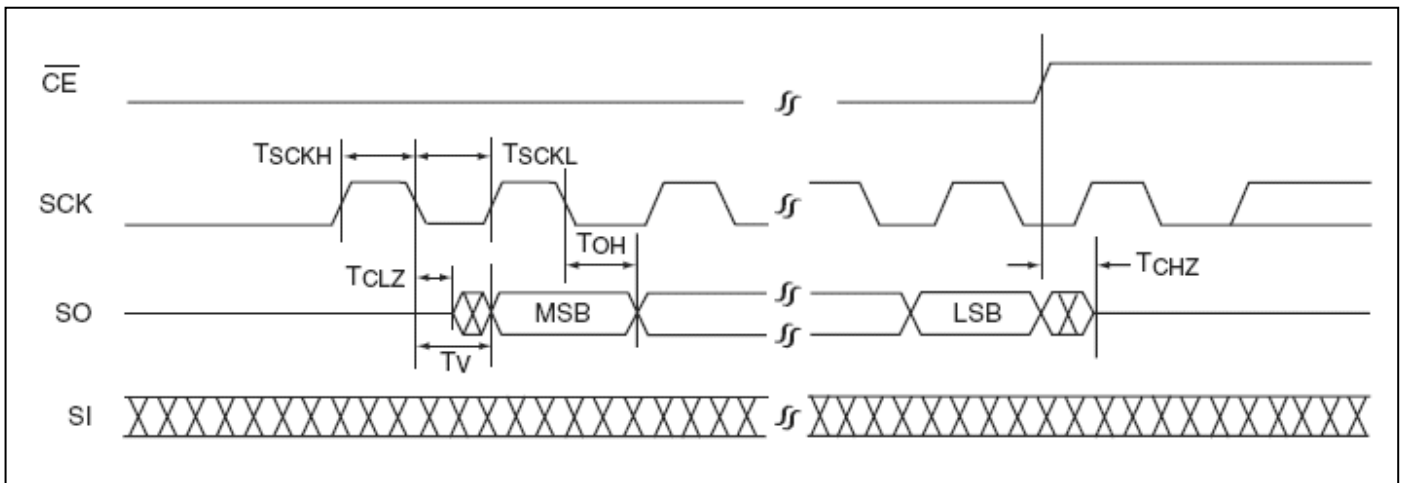 CE
TSCKH
TSCKL
SCK
TOH
TCLZ
TCHZ
SO
MSB
LSB
TV
SI